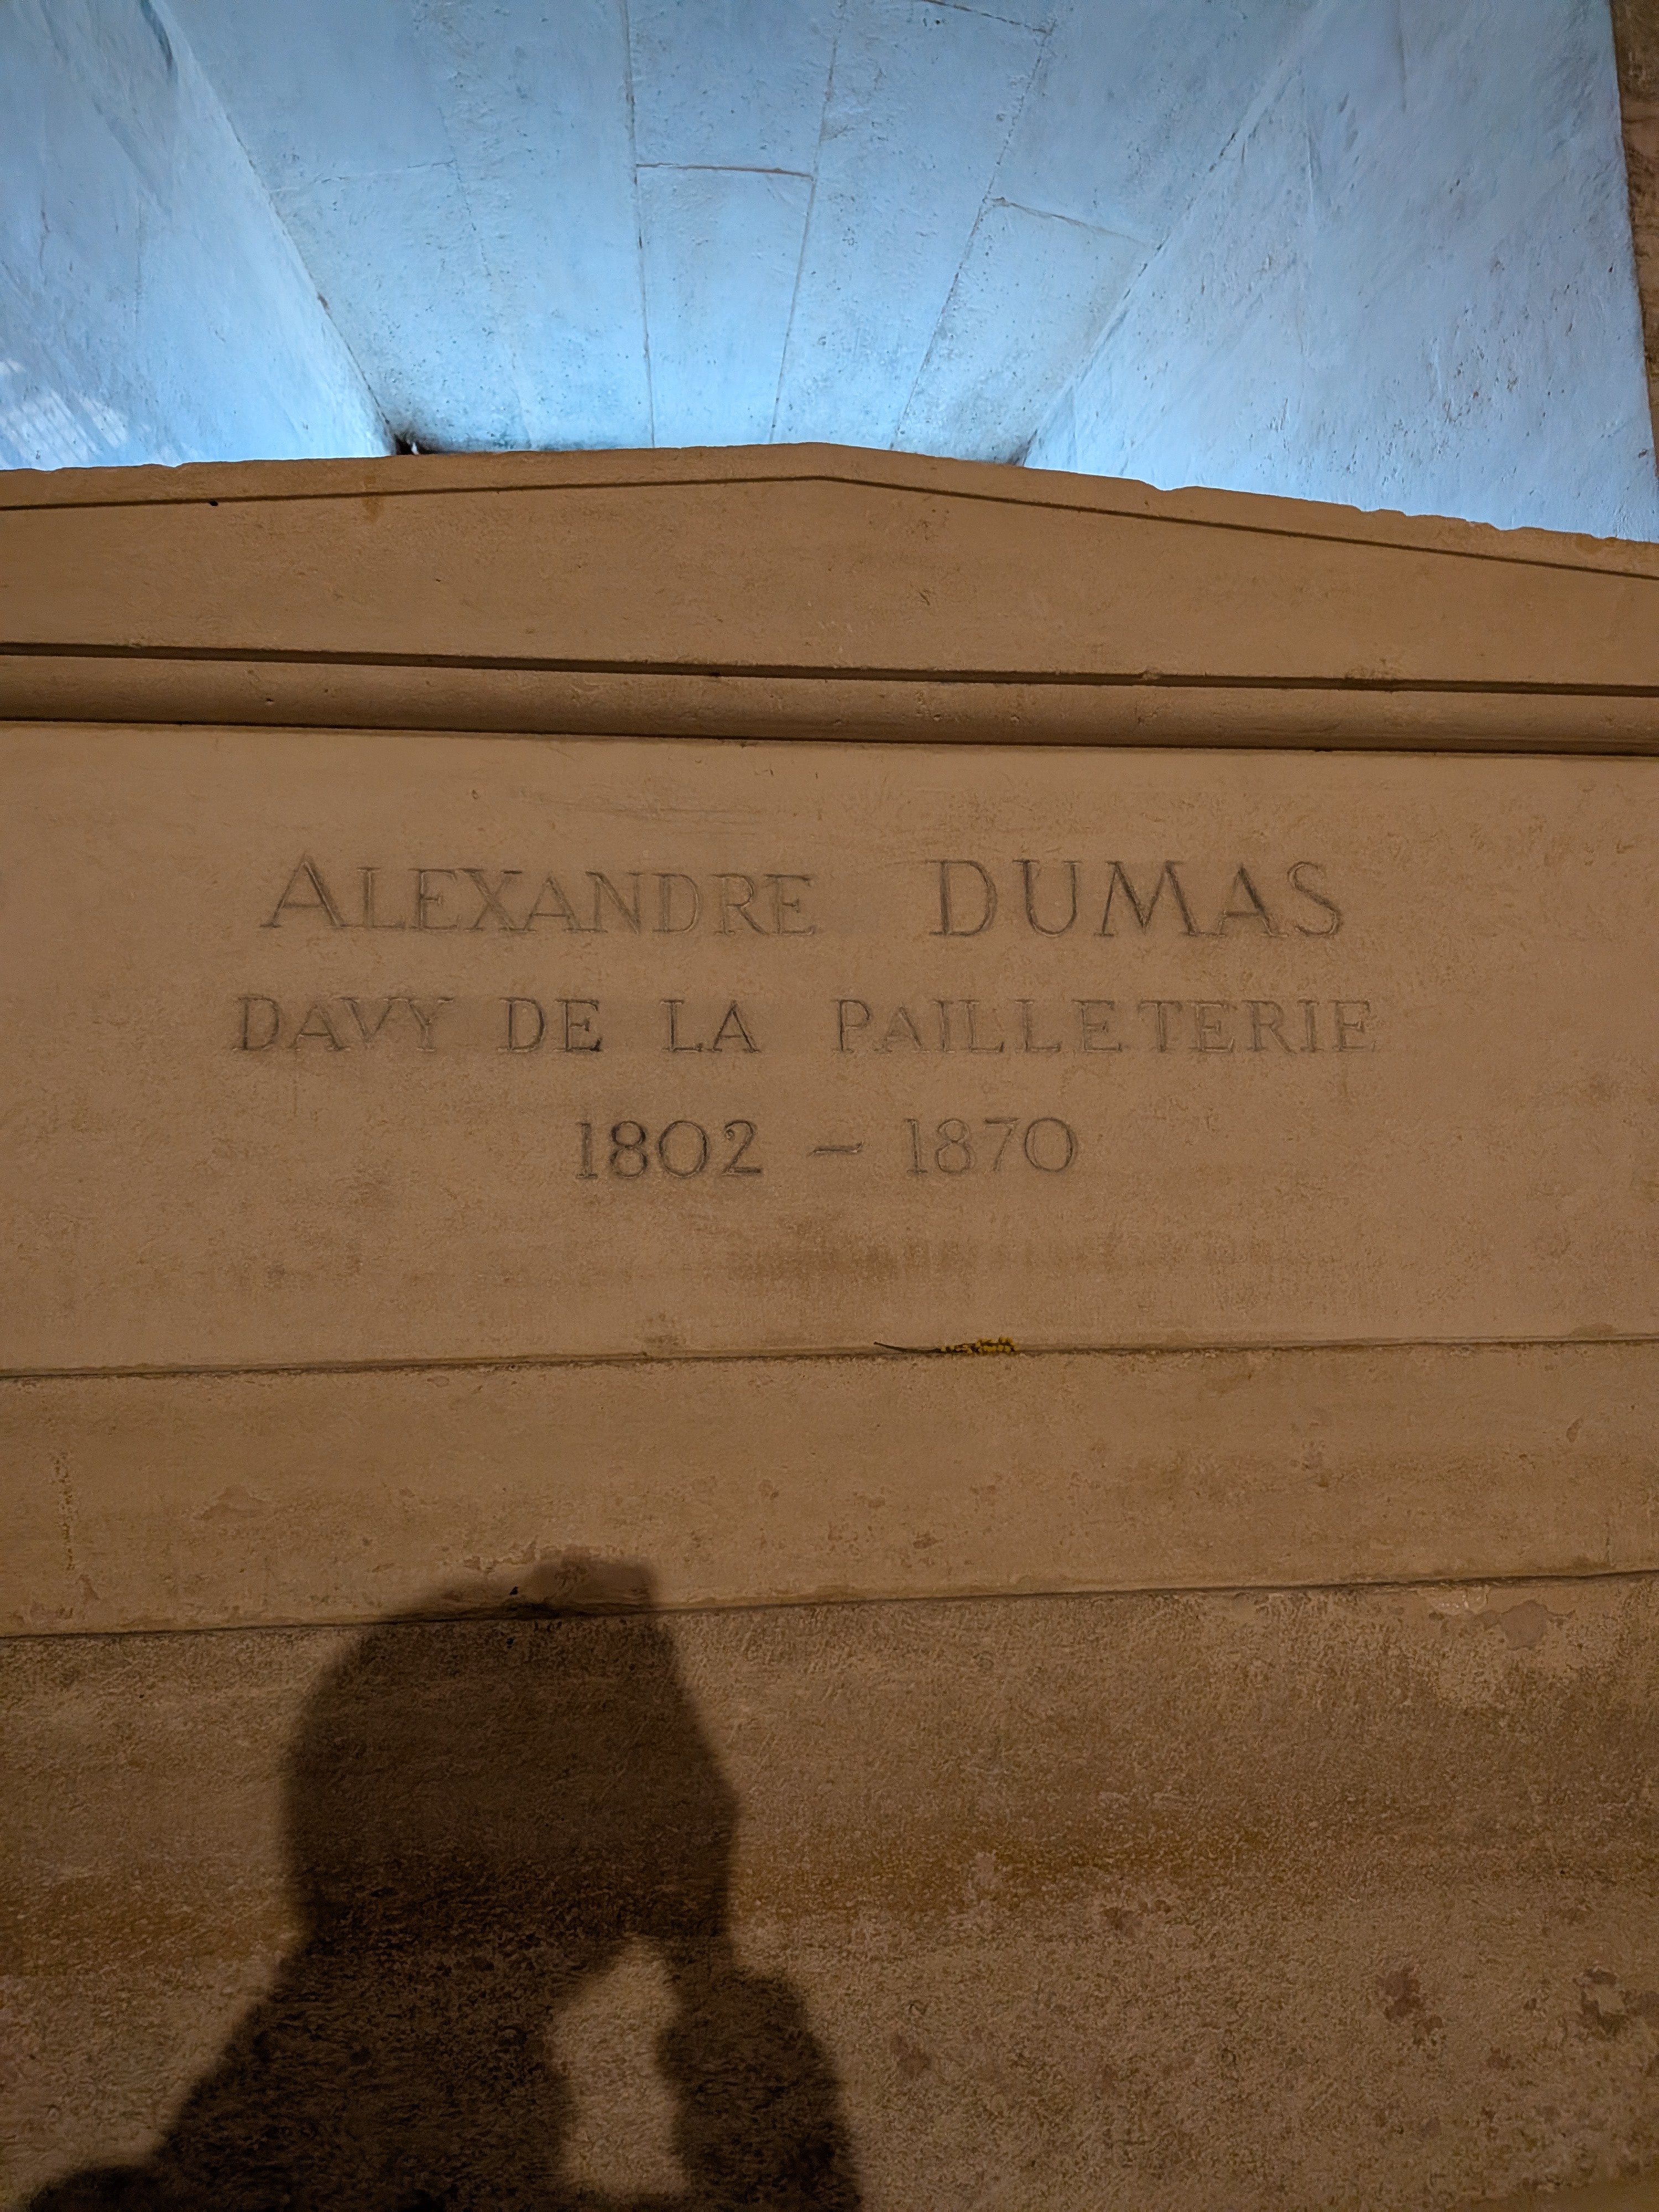 ALEXANDRE DUMAS
DAVY DE LA PAILLETERIE
1802 – 1870